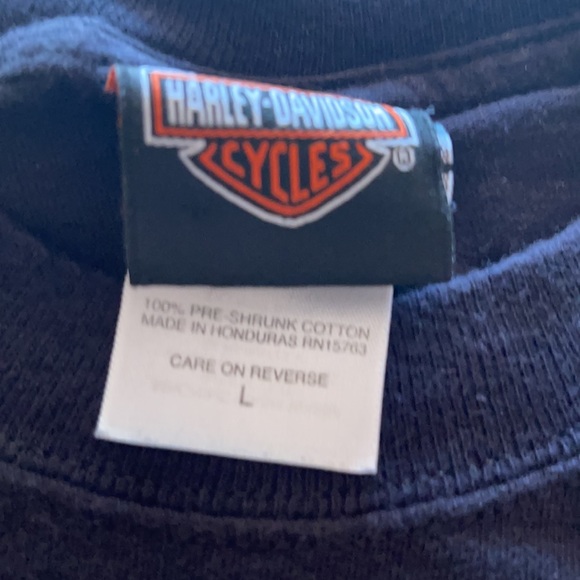 HARLEY-DAVIDSON
CYCLES
®
100% PRE-SHRUNK COTTON
MADE IN HONDURAS RN15763
CARE ON REVERSE
L